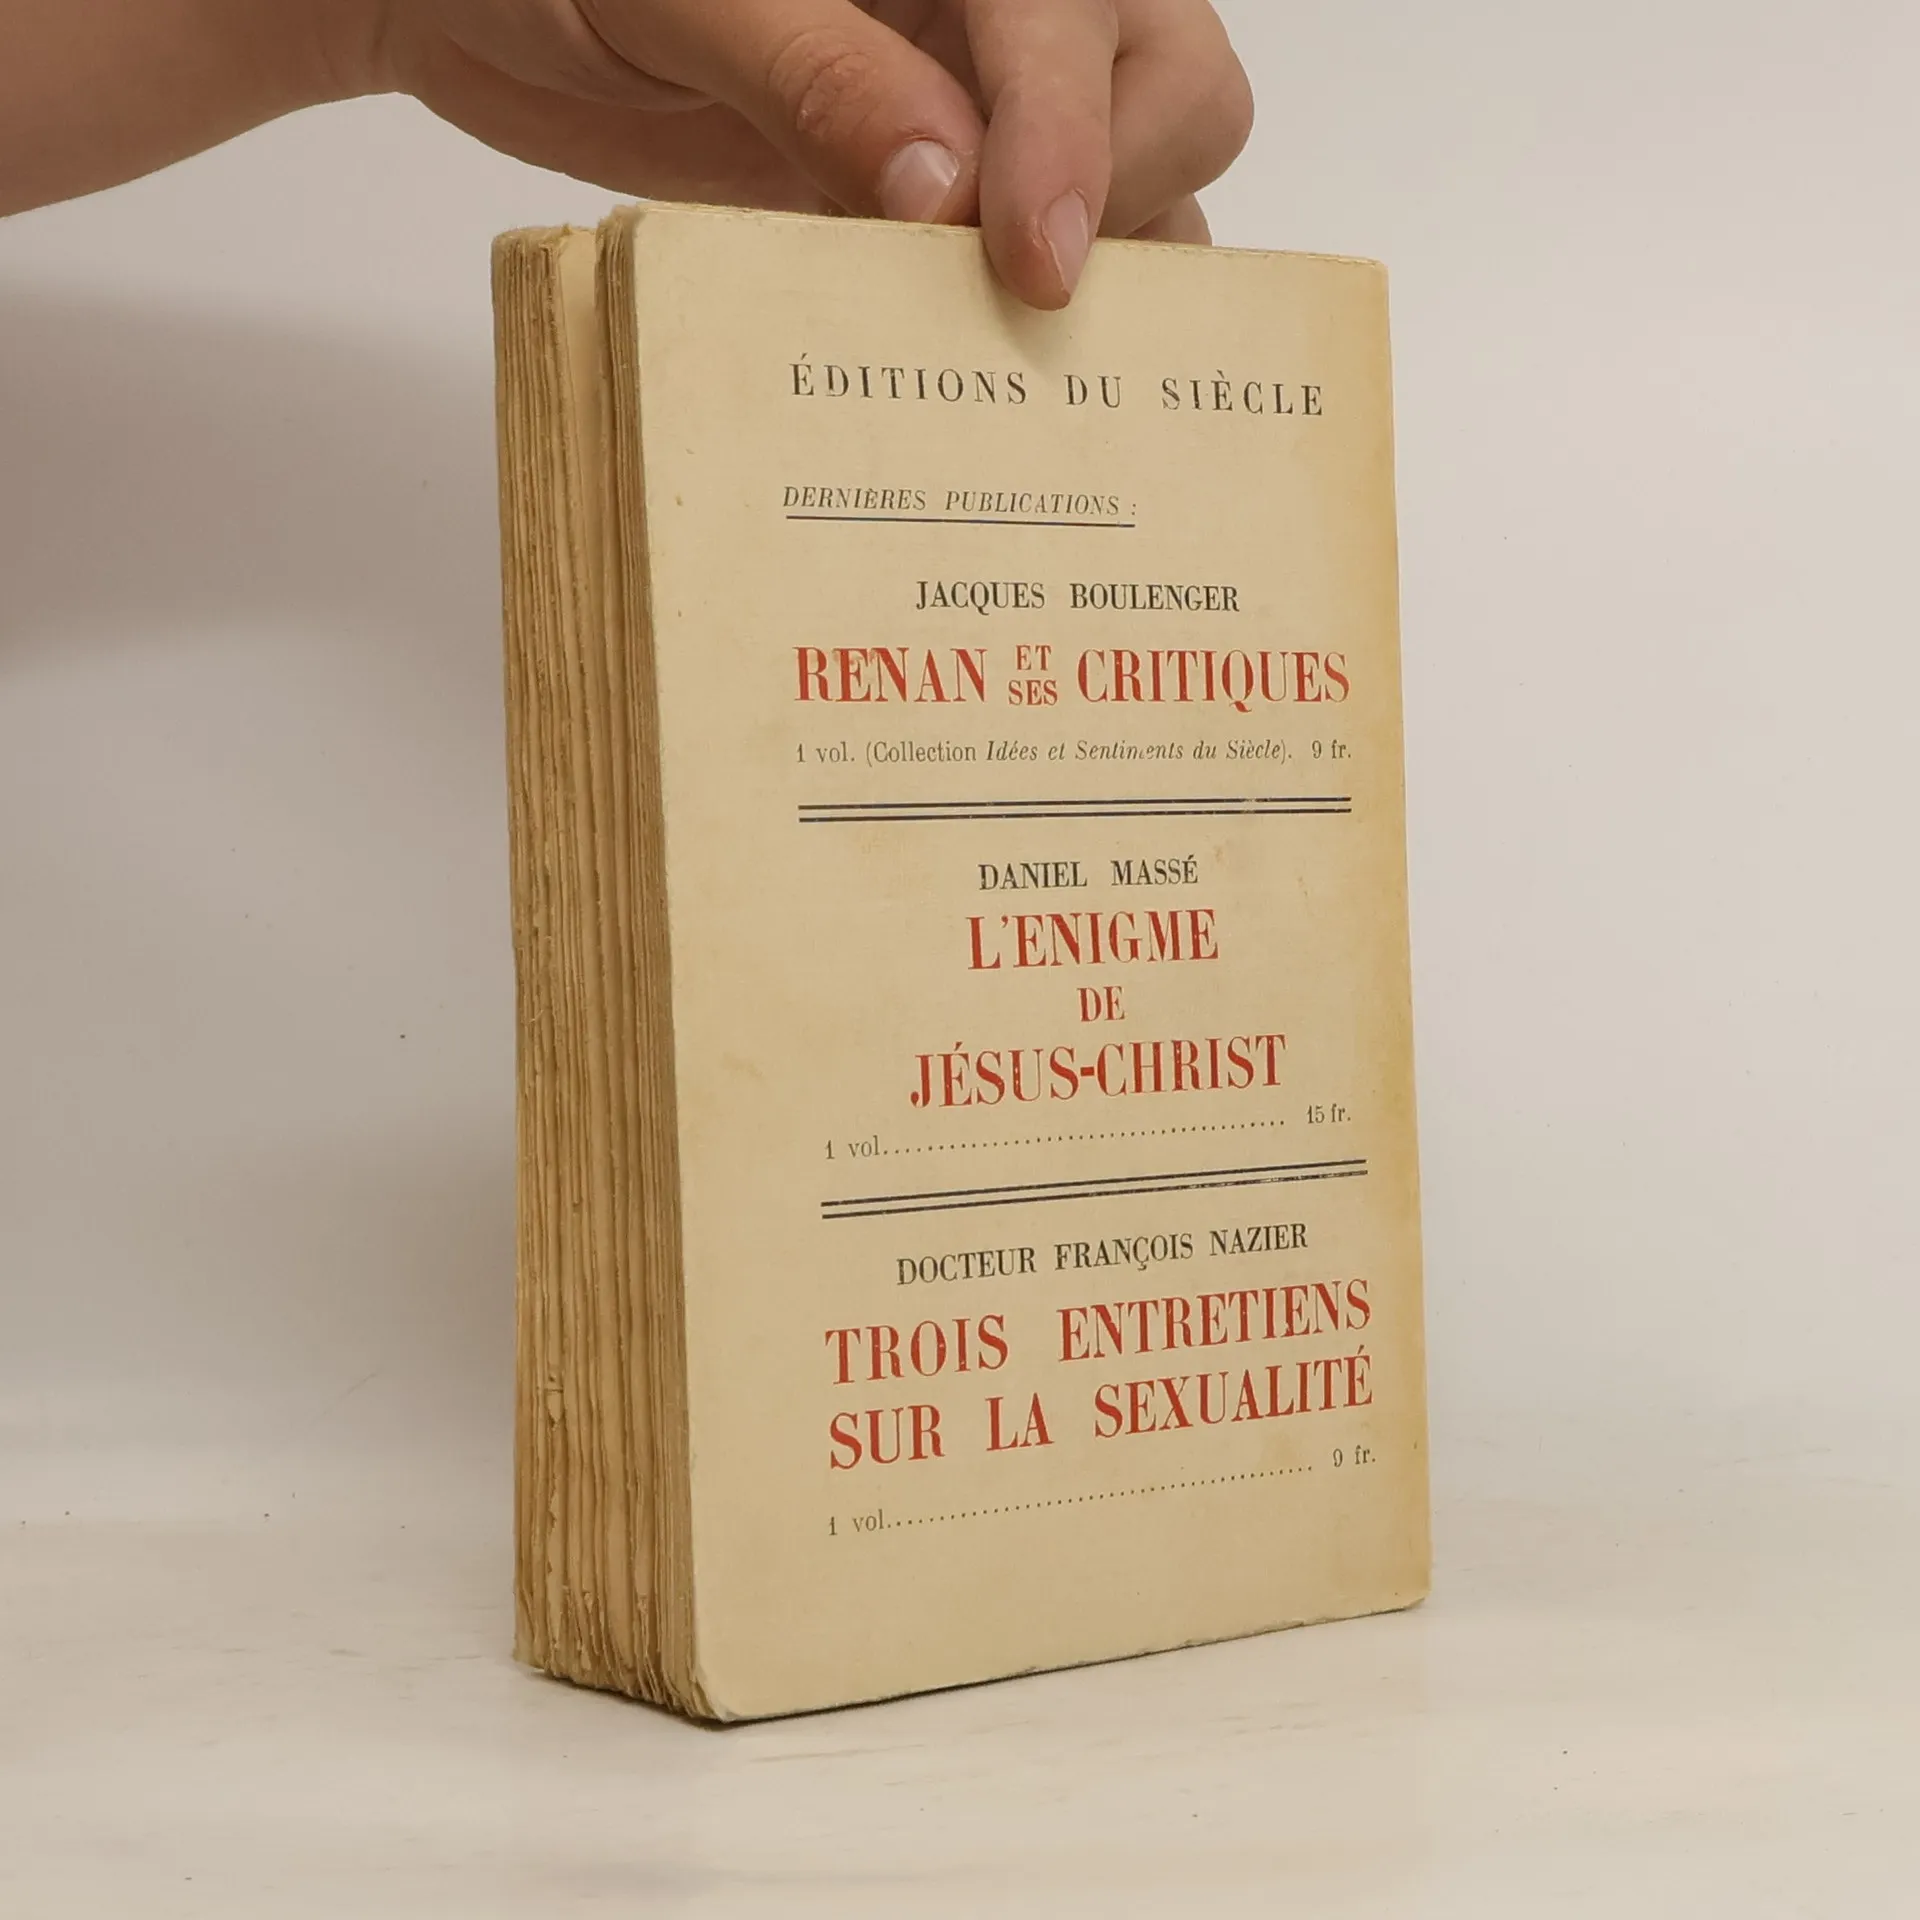 ÉDITIONS DU SIÈCLE
DERNIÈRES PUBLICATIONS :
JACQUES BOULENGER
RENAN ET SES CRITIQUES
1 vol. (Collection Idées et Sentiments du Siècle). 9 fr.
DANIEL MASSÉ
L'ENIGME
DE
JÉSUS-CHRIST
1 vol. 15 fr.
DOCTEUR FRANÇOIS NAZIER
TROIS ENTRETIENS
SUR LA SEXUALITÉ
1 vol. 9 fr.